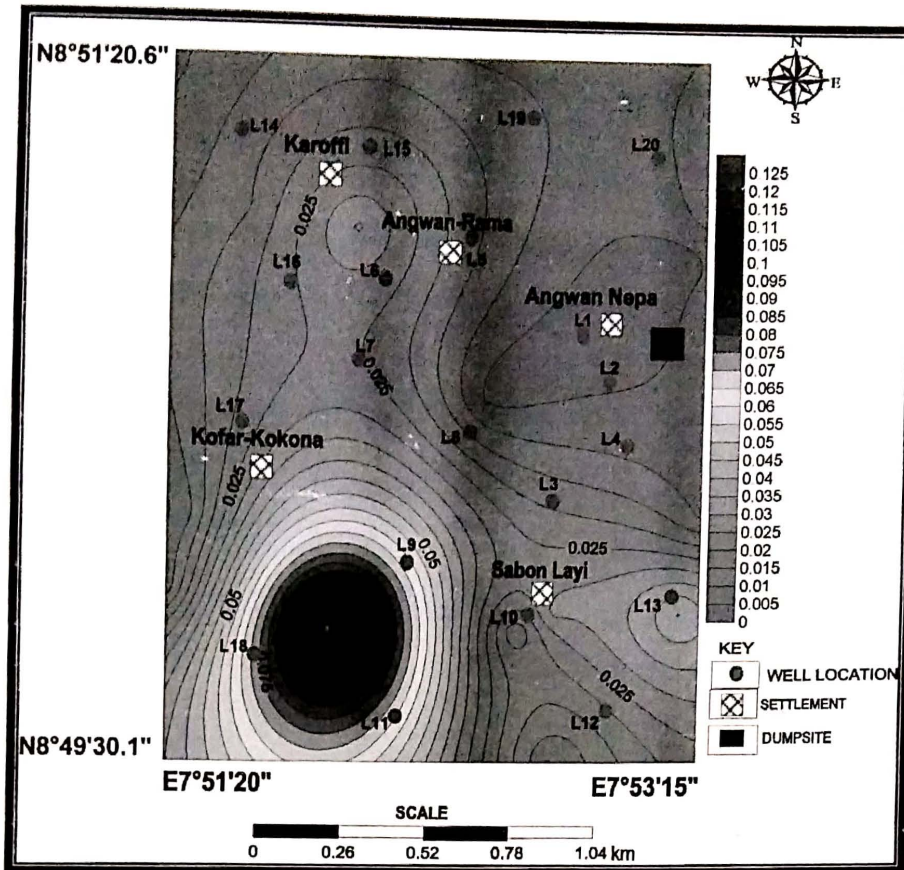 N8°51'20.6"
N
W E
S
L14
Karoffi
L15
L19
L20
0.025
Angwan-Rama
L5
L16
L6
Angwan Nepa
L1
L7
0.025
L2
L17
Kofar-Kokona
L8
L4
0.025
L3
L9
0.05
0.025
Sabon Layi
L10
L13
0.05
L18
0.075
L11
0.025
L12
N8°49'30.1"
E7°51'20"
E7°53'15"
0.125
0.12
0.115
0.11
0.105
0.1
0.095
0.09
0.085
0.08
0.075
0.07
0.065
0.06
0.055
0.05
0.045
0.04
0.035
0.03
0.025
0.02
0.015
0.01
0.005
0
KEY
WELL LOCATION
SETTLEMENT
DUMPSITE
SCALE
0 0.26 0.52 0.78 1.04 km